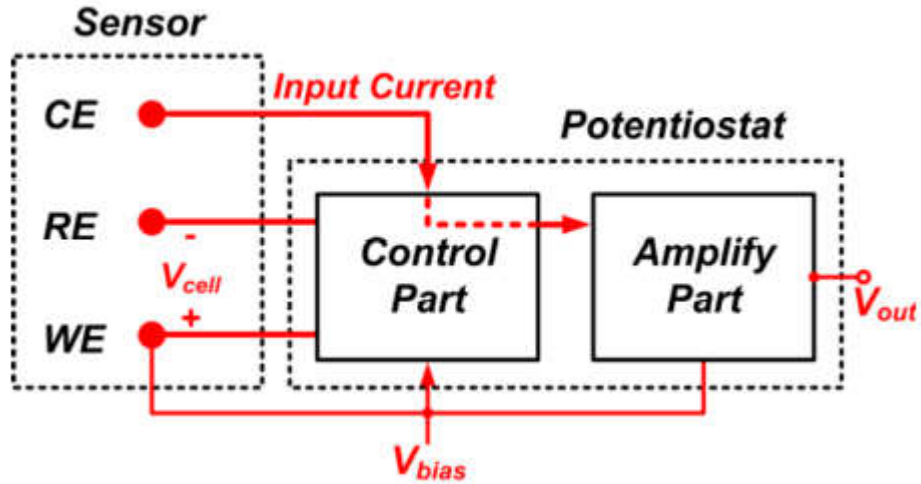 Sensor
CE
Input Current
Potentiostat
RE
-
V_cell
+
WE
Control
Part
Amplify
Part
V_out
V_bias